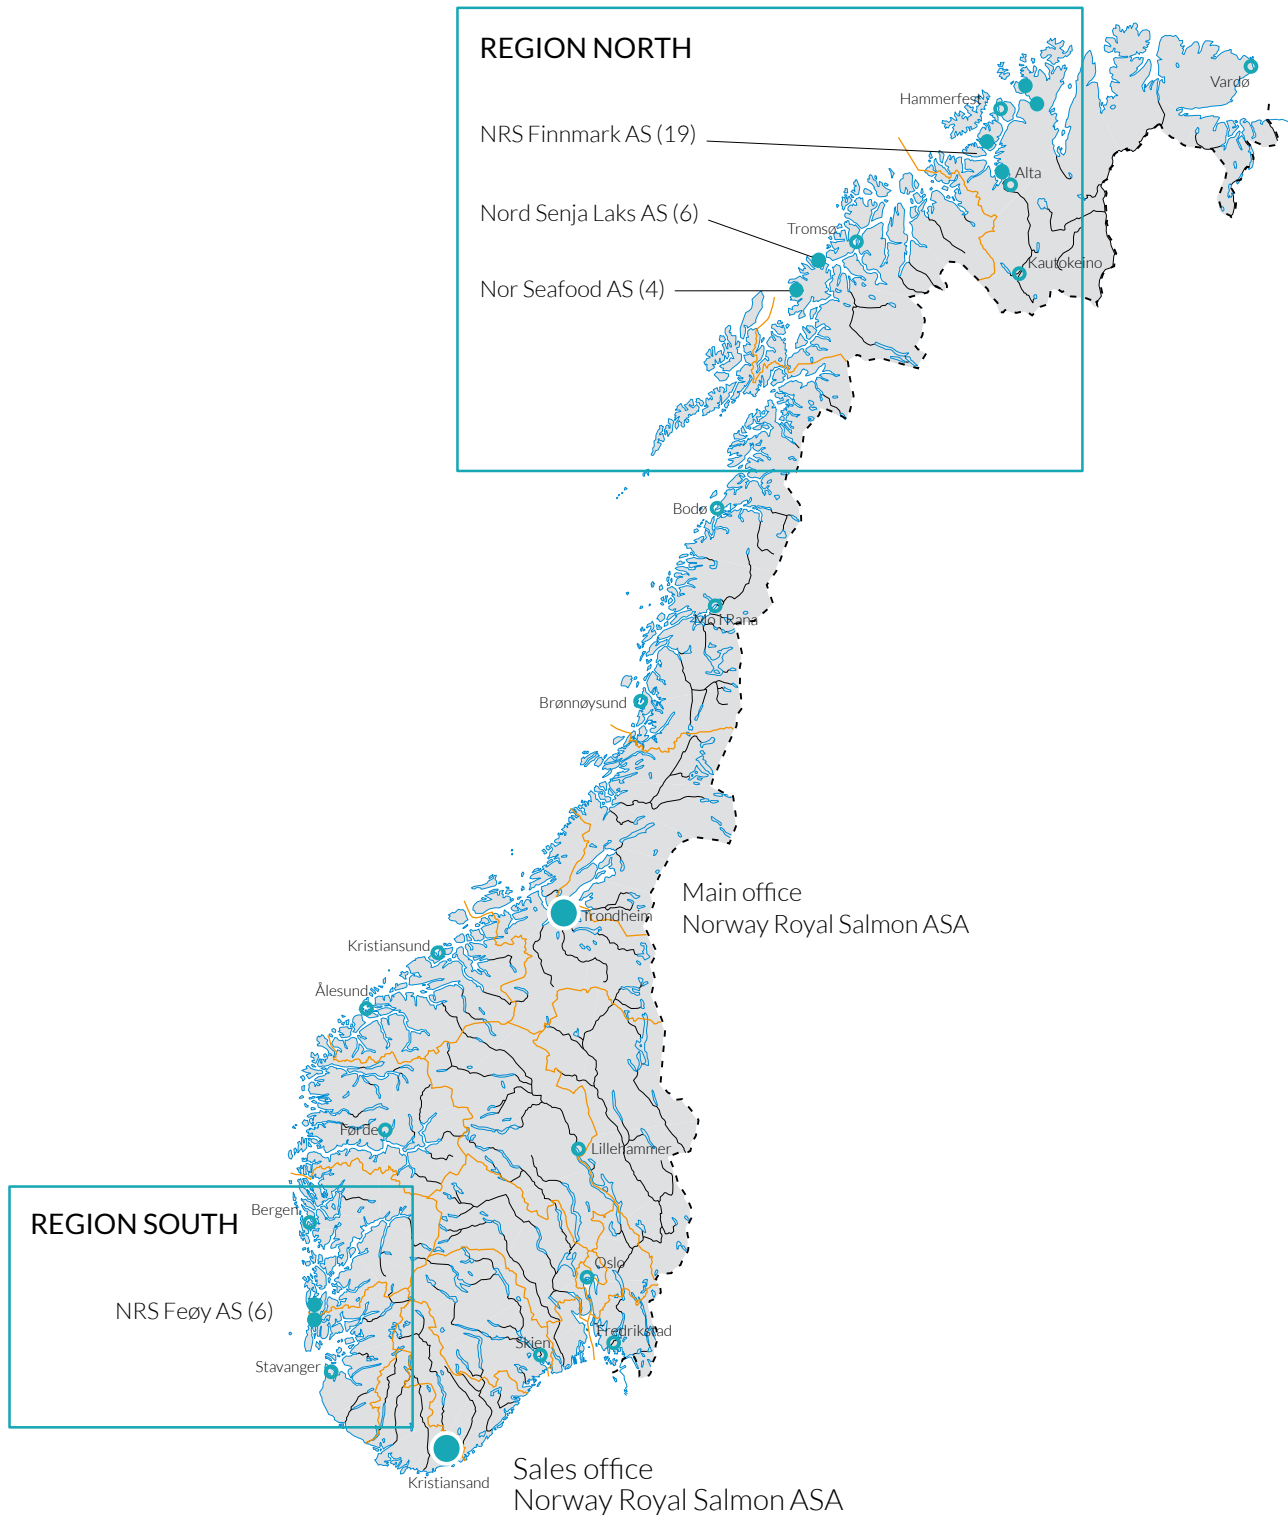 REGION NORTH
Vardø
Hammerfest
NRS Finnmark AS (19)
Alta
Nord Senja Laks AS (6)
Tromsø
Kautokeino
Nor Seafood AS (4)
Bodø
Mo i Rana
Brønnøysund
Main office
Norway Royal Salmon ASA
Trondheim
Kristiansund
Ålesund
Førde
Lillehammer
REGION SOUTH
Bergen
Oslo
NRS Feøy AS (6)
Fredrikstad
Skien
Stavanger
Kristiansand
Sales office
Norway Royal Salmon ASA